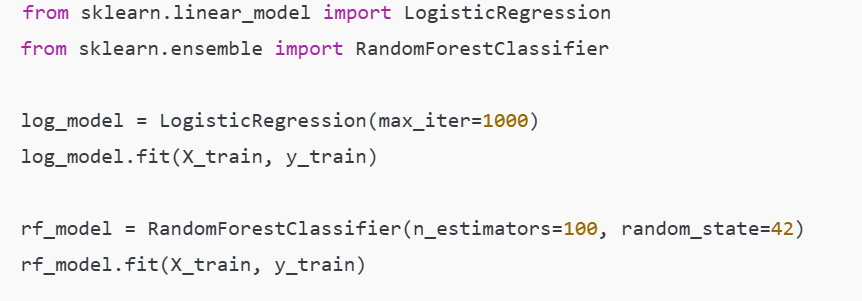 from sklearn.linear_model import LogisticRegression
from sklearn.ensemble import RandomForestClassifier
log_model = LogisticRegression(max_iter=1000)
log_model.fit(X_train, y_train)
rf_model = RandomForestClassifier(n_estimators=100, random_state=42)
rf_model.fit(X_train, y_train)